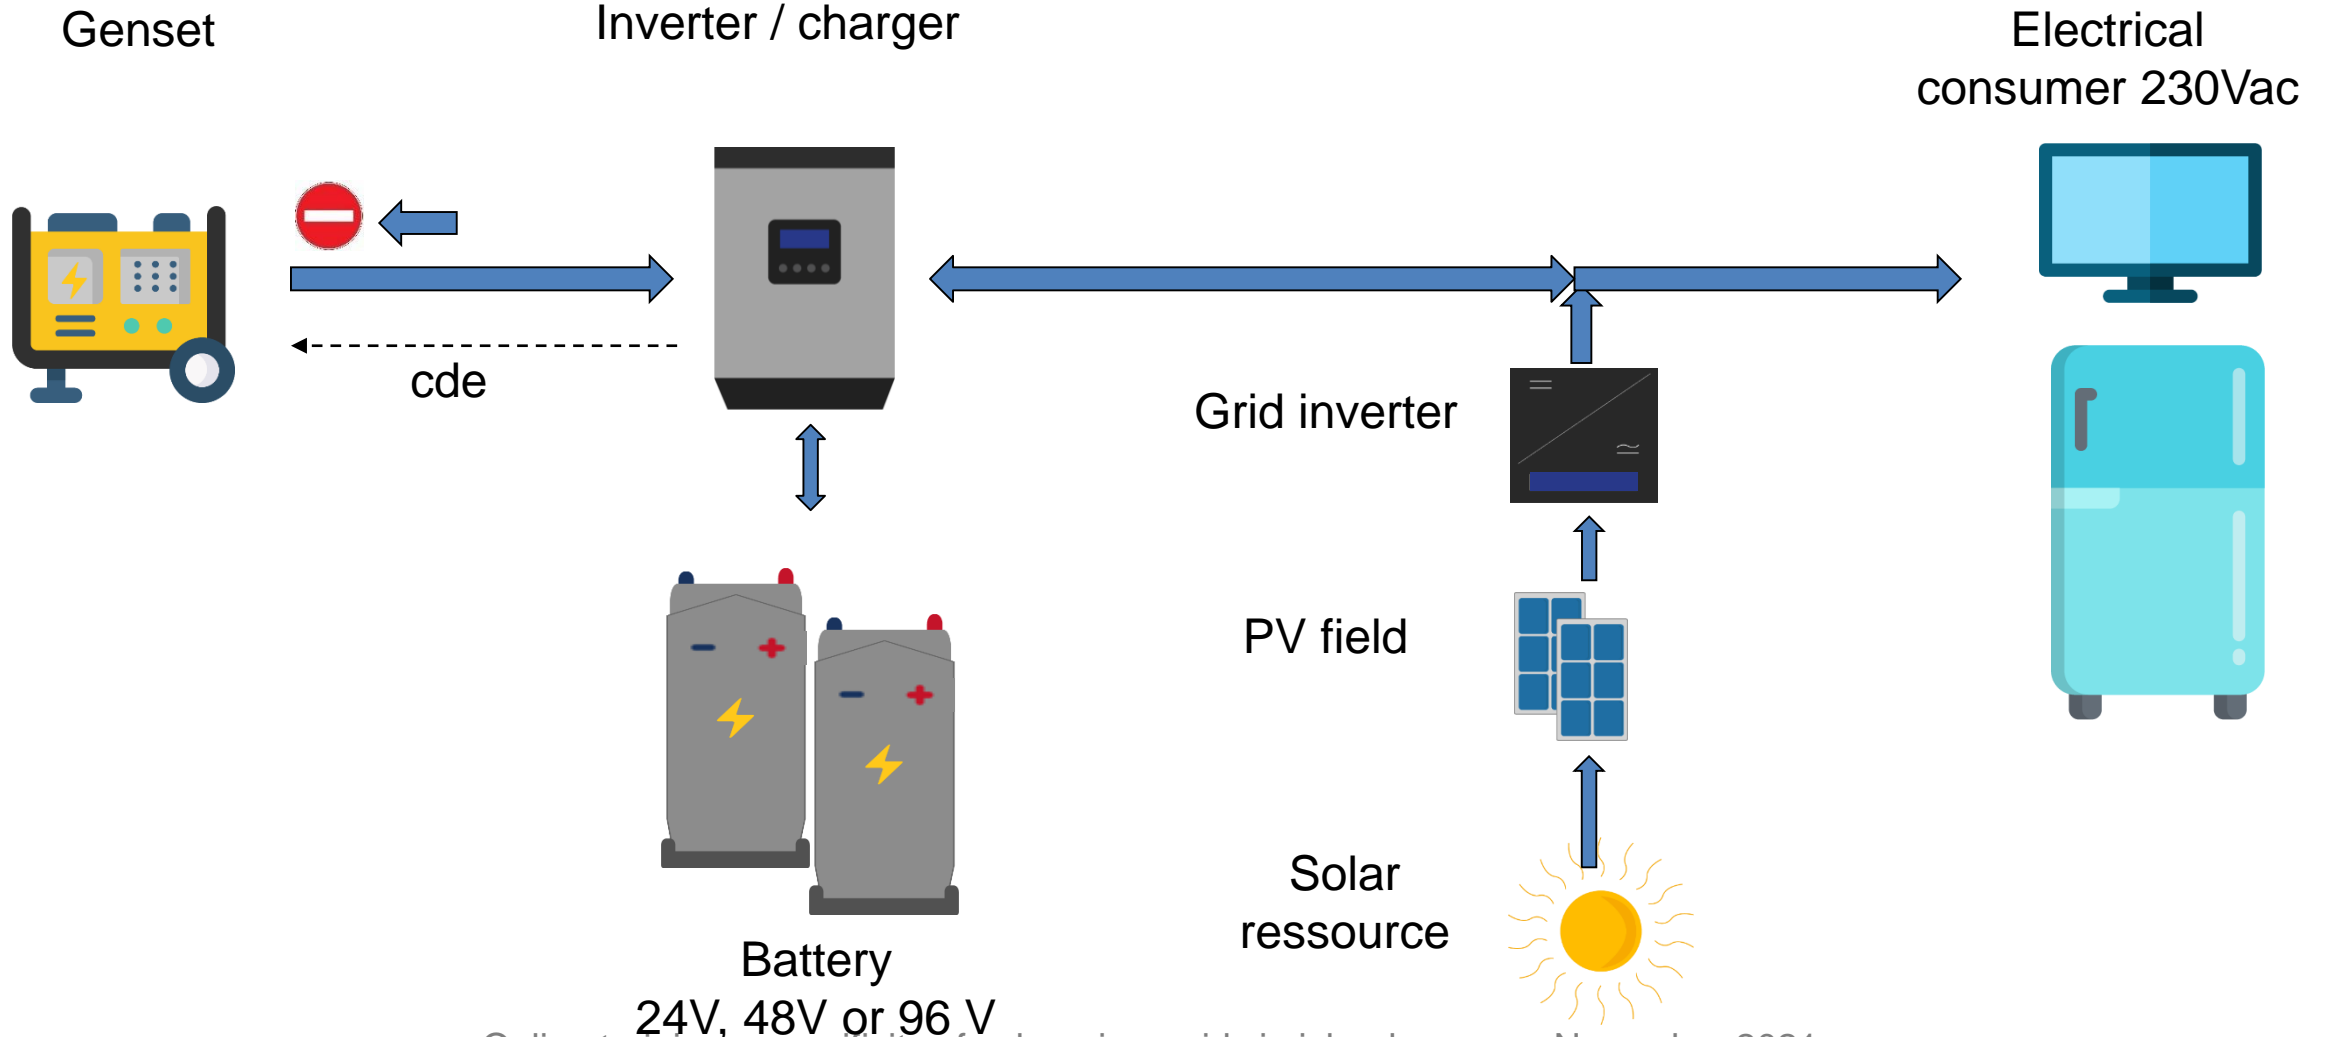 Genset
Inverter / charger
Electrical
consumer 230Vac
cde
Grid inverter
PV field
Solar
ressource
Battery
24V, 48V or 96 V